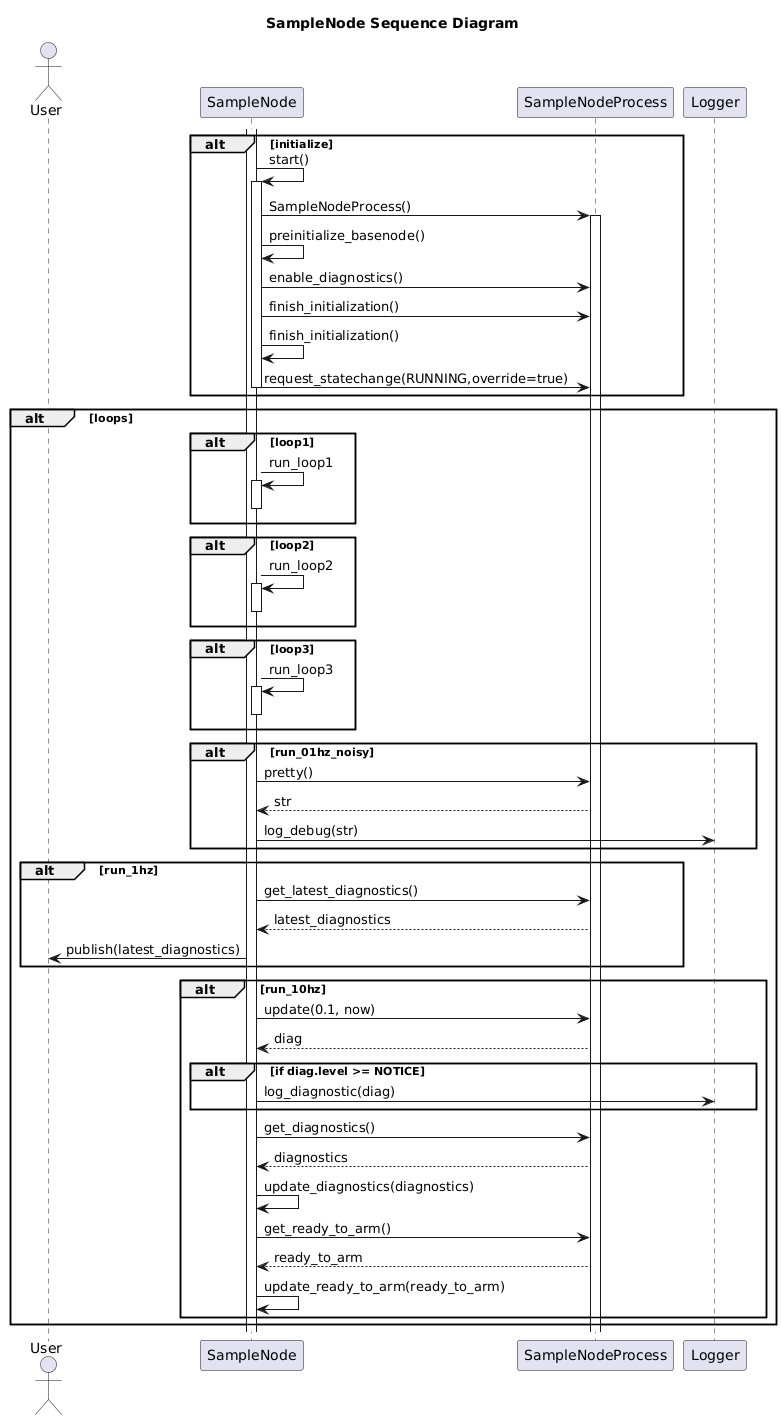 SampleNode Sequence Diagram
User
SampleNode
SampleNodeProcess
Logger
alt
[initialize]
start()
SampleNodeProcess()
preinitialize_basenode()
enable_diagnostics()
finish_initialization()
finish_initialization()
request_statechange(RUNNING,override=true)
alt
[loops]
alt
[loop1]
run_loop1
alt
[loop2]
run_loop2
alt
[loop3]
run_loop3
alt
[run_01hz_noisy]
pretty()
str
log_debug(str)
alt
[run_1hz]
get_latest_diagnostics()
latest_diagnostics
publish(latest_diagnostics)
alt
[run_10hz]
update(0.1, now)
diag
alt
[if diag.level >= NOTICE]
log_diagnostic(diag)
get_diagnostics()
diagnostics
update_diagnostics(diagnostics)
get_ready_to_arm()
ready_to_arm
update_ready_to_arm(ready_to_arm)
User
SampleNode
SampleNodeProcess
Logger